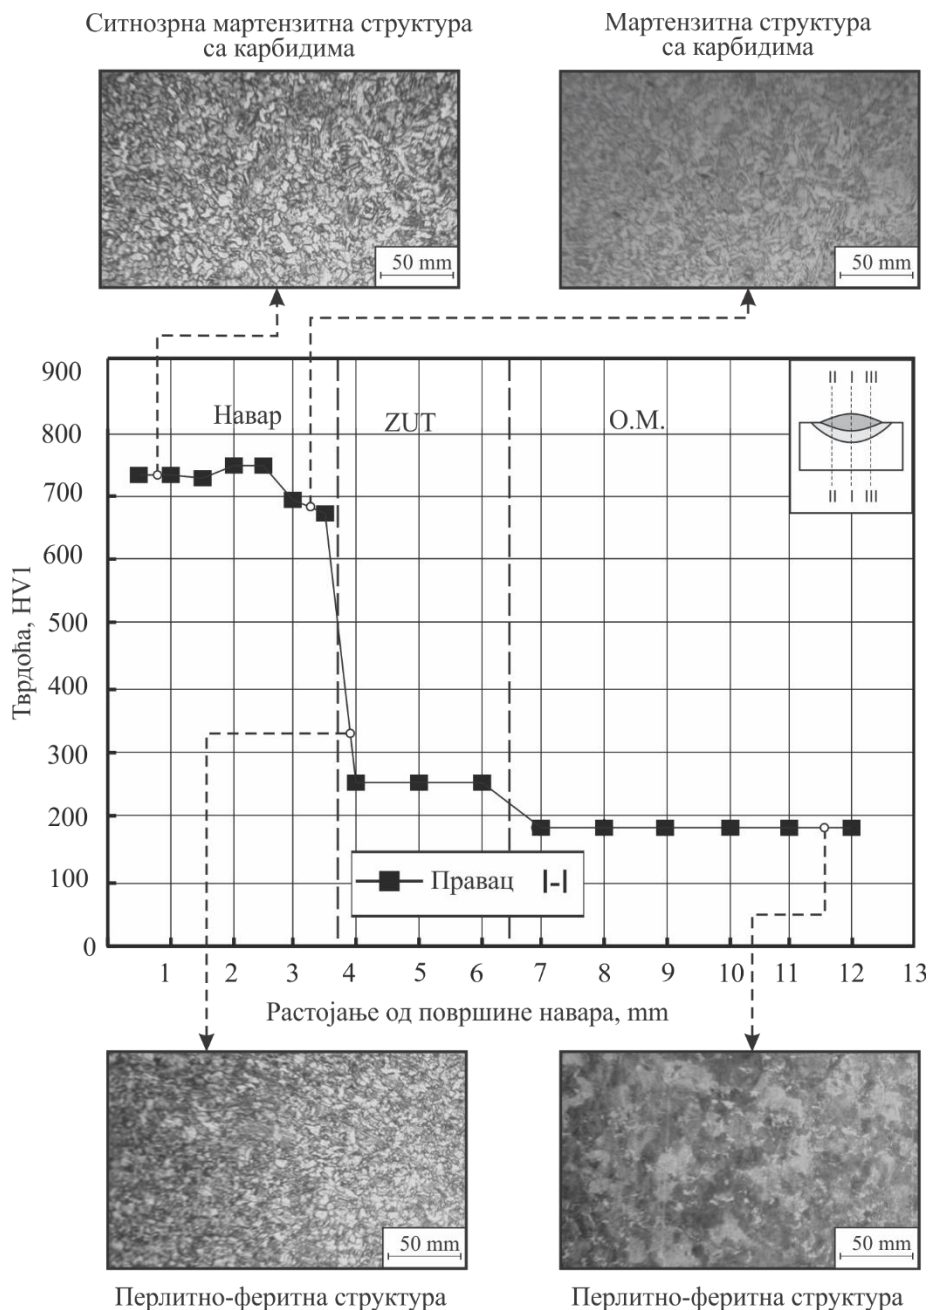 Ситнозрна мартензитна структура
са карбидима
Мартензитна структура
са карбидима
50 mm
50 mm
900
800
700
600
500
400
300
200
100
0
Тврдоћа, HV1
Навар
ZUT
О.М.
II I III
II I III
Правац I-I
1 2 3 4 5 6 7 8 9 10 11 12 13
Растојање од површине навара, mm
50 mm
50 mm
Перлитно-феритна структура
Перлитно-феритна структура